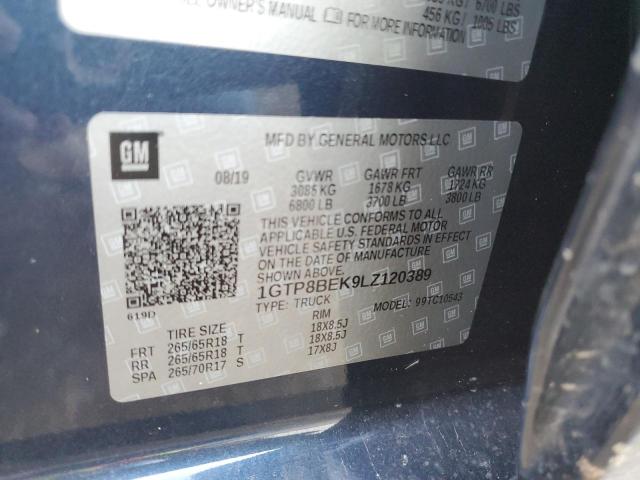 OWNER'S MANUAL FOR MORE INFORMATION
KG / 6700 LBS
456 KG / 1005 LBS
GM
MFD BY GENERAL MOTORS LLC
08/19 GVWR GAWR FRT GAWR RR
3085 KG 1678 KG 1724 KG
6800 LB 3700 LB 3800 LB
THIS VEHICLE CONFORMS TO ALL
APPLICABLE U.S. FEDERAL MOTOR
VEHICLE SAFETY STANDARDS IN EFFECT
ON THE DATE OF MANUFACTURE SHOWN ABOVE.
1GTP8BEK9LZ120389
619D TYPE: TRUCK MODEL: 99TC10543
TIRE SIZE RIM
FRT 265/65R18 T 18X8.5J
RR 265/65R18 T 18X8.5J
SPA 265/70R17 S 17X8J